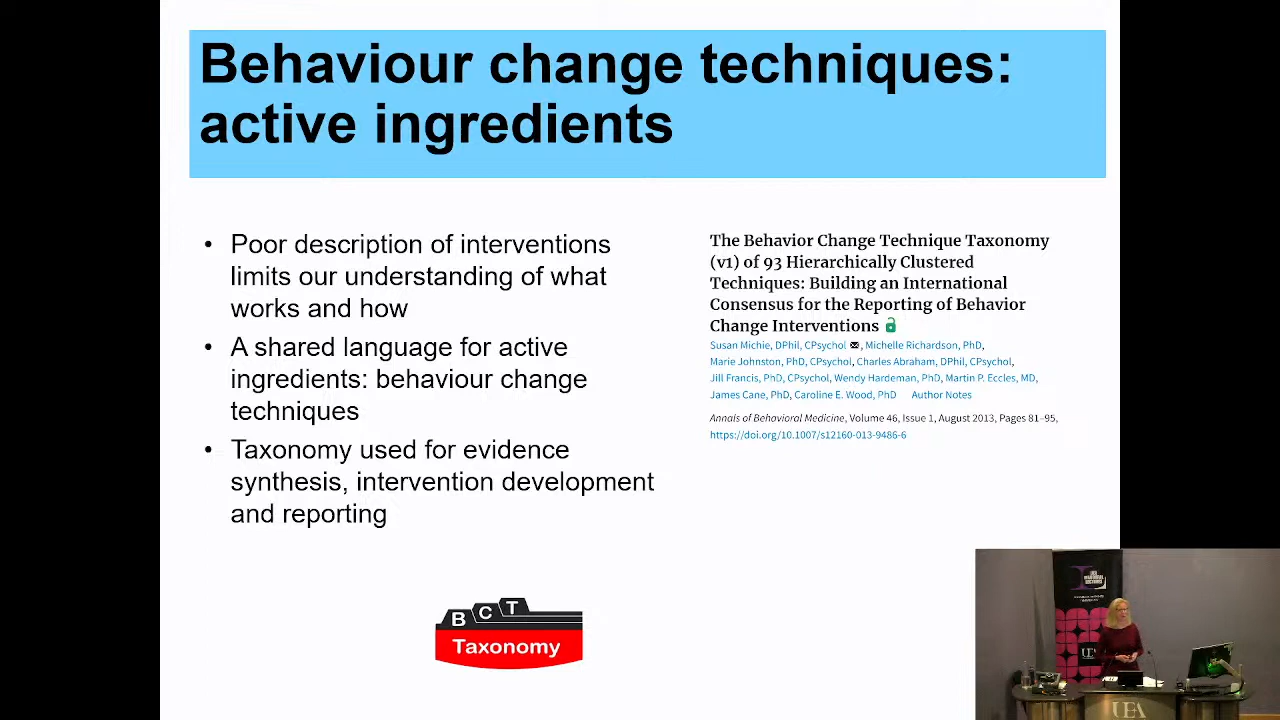 Behaviour change techniques:
active ingredients
• Poor description of interventions
limits our understanding of what
works and how
• A shared language for active
ingredients: behaviour change
techniques
• Taxonomy used for evidence
synthesis, intervention development
and reporting
The Behavior Change Technique Taxonomy
(v1) of 93 Hierarchically Clustered
Techniques: Building an International
Consensus for the Reporting of Behavior
Change Interventions
Susan Michie, DPhil, CPsychol, Michelle Richardson, PhD,
Marie Johnston, PhD, CPsychol, Charles Abraham, DPhil, CPsychol,
Jill Francis, PhD, CPsychol, Wendy Hardeman, PhD, Martin P. Eccles, MD,
James Cane, PhD, Caroline E. Wood, PhD Author Notes
Annals of Behavioral Medicine, Volume 46, Issue 1, August 2013, Pages 81–95,
https://doi.org/10.1007/s12160-013-9486-6
B C T
Taxonomy
UEA